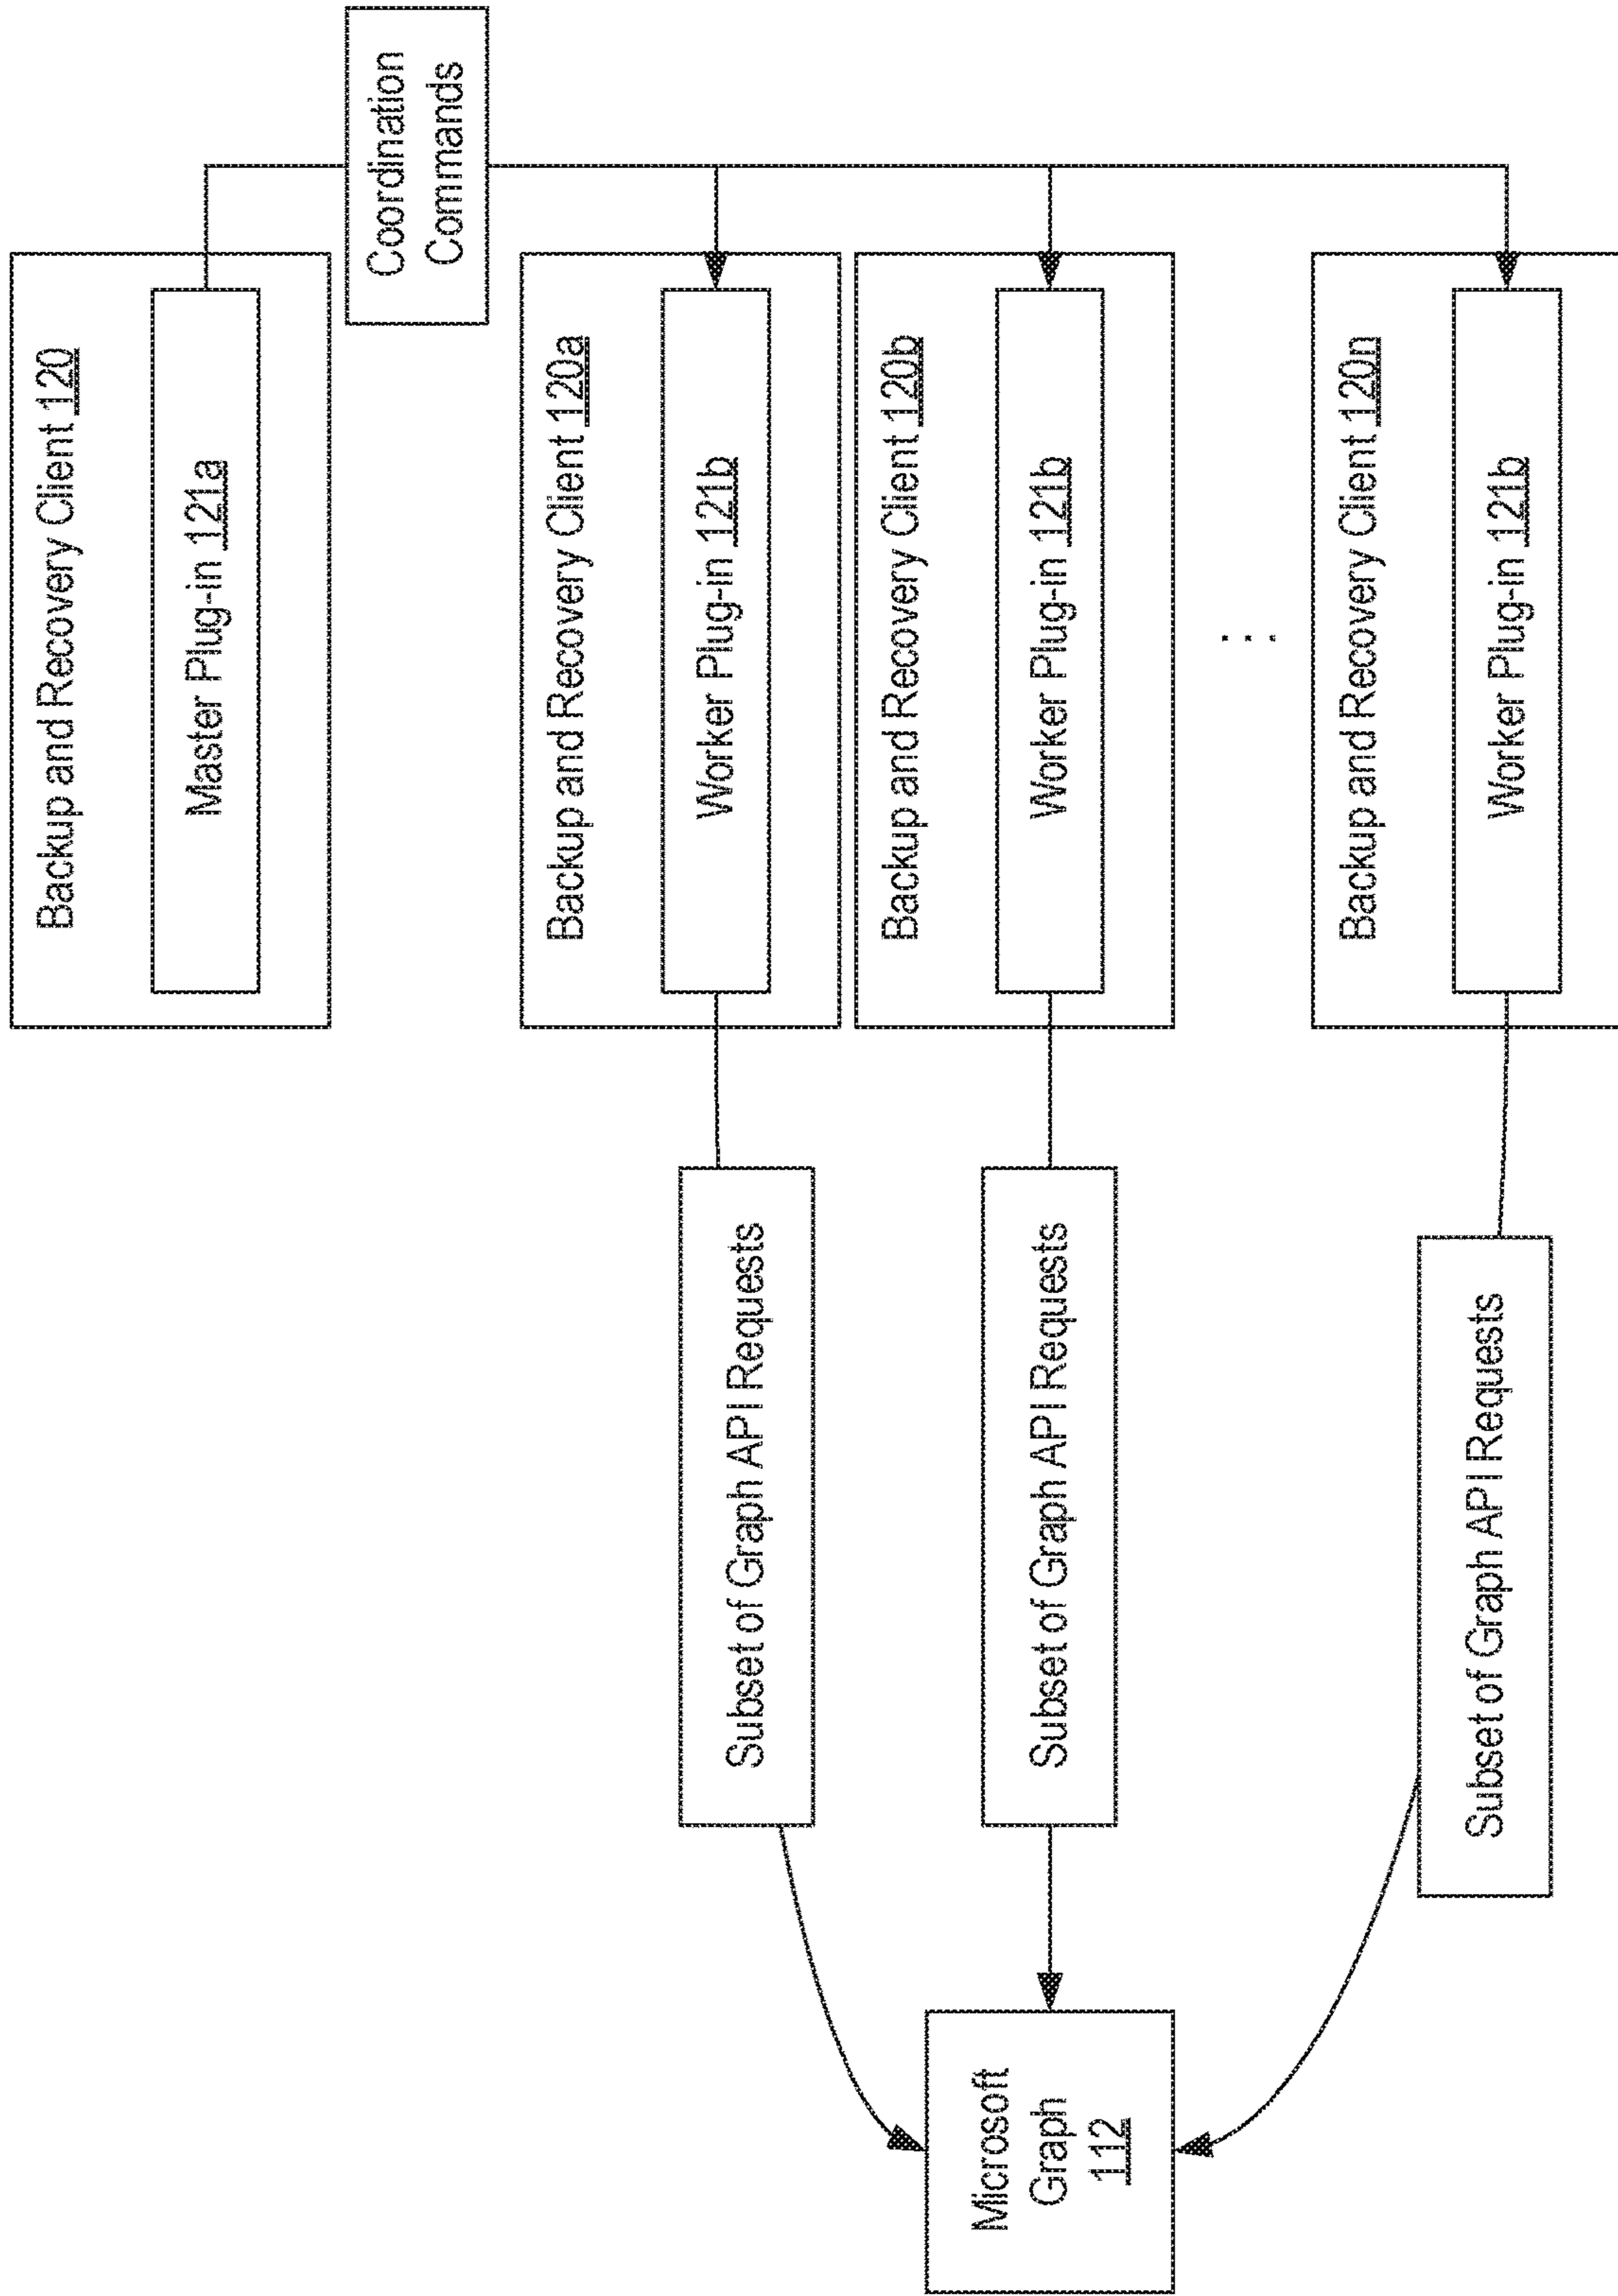 Backup and Recovery Client 120
Master Plug-in 121a
Coordination
Commands
Backup and Recovery Client 120a
Worker Plug-in 121b
Subset of Graph API Requests
Backup and Recovery Client 120b
Worker Plug-in 121b
Subset of Graph API Requests
Microsoft
Graph
112
. . .
Backup and Recovery Client 120n
Worker Plug-in 121b
Subset of Graph API Requests